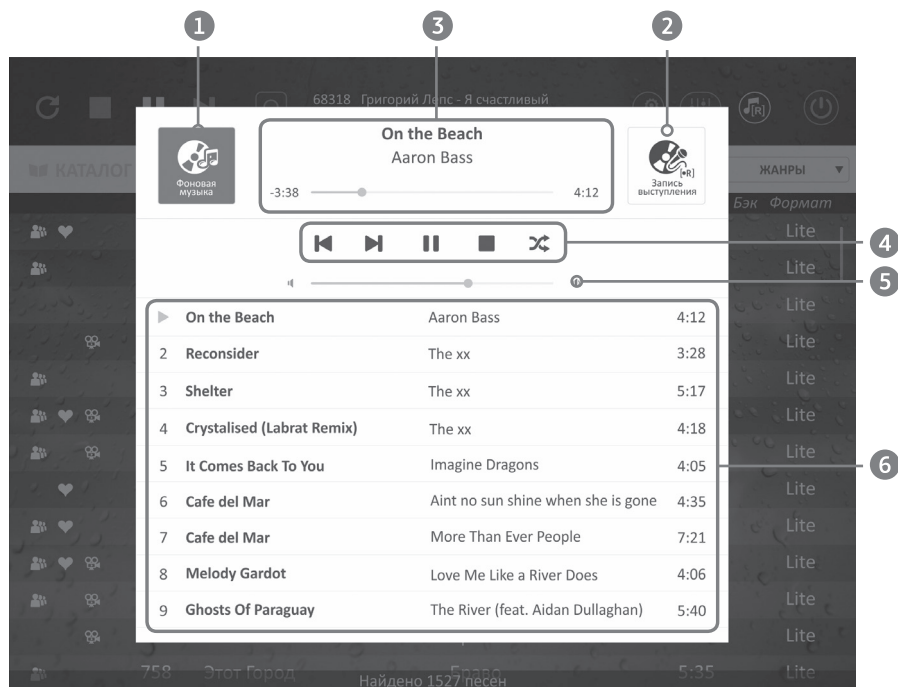 1
3
2
68318 Григорий Лепс - Я счастливый
[R]
On the Beach
Aaron Bass
-3:38 4:12
Фоновая
музыка
[•R]
Запись
выступления
КАТАЛОГ
ЖАНРЫ
Бэк Формат
Lite
4
Lite
5
Lite
On the Beach Aaron Bass 4:12
Lite
2 Reconsider The xx 3:28
Lite
3 Shelter The xx 5:17
Lite
4 Crystalised (Labrat Remix) The xx 4:18
Lite
5 It Comes Back To You Imagine Dragons 4:05
6
Lite
6 Cafe del Mar Aint no sun shine when she is gone 4:35
Lite
7 Cafe del Mar More Than Ever People 7:21
Lite
8 Melody Gardot Love Me Like a River Does 4:06
Lite
9 Ghosts Of Paraguay The River (feat. Aidan Dullaghan) 5:40
Lite
758 Этот Город Браво 5:35 Lite
Найдено 1527 песен